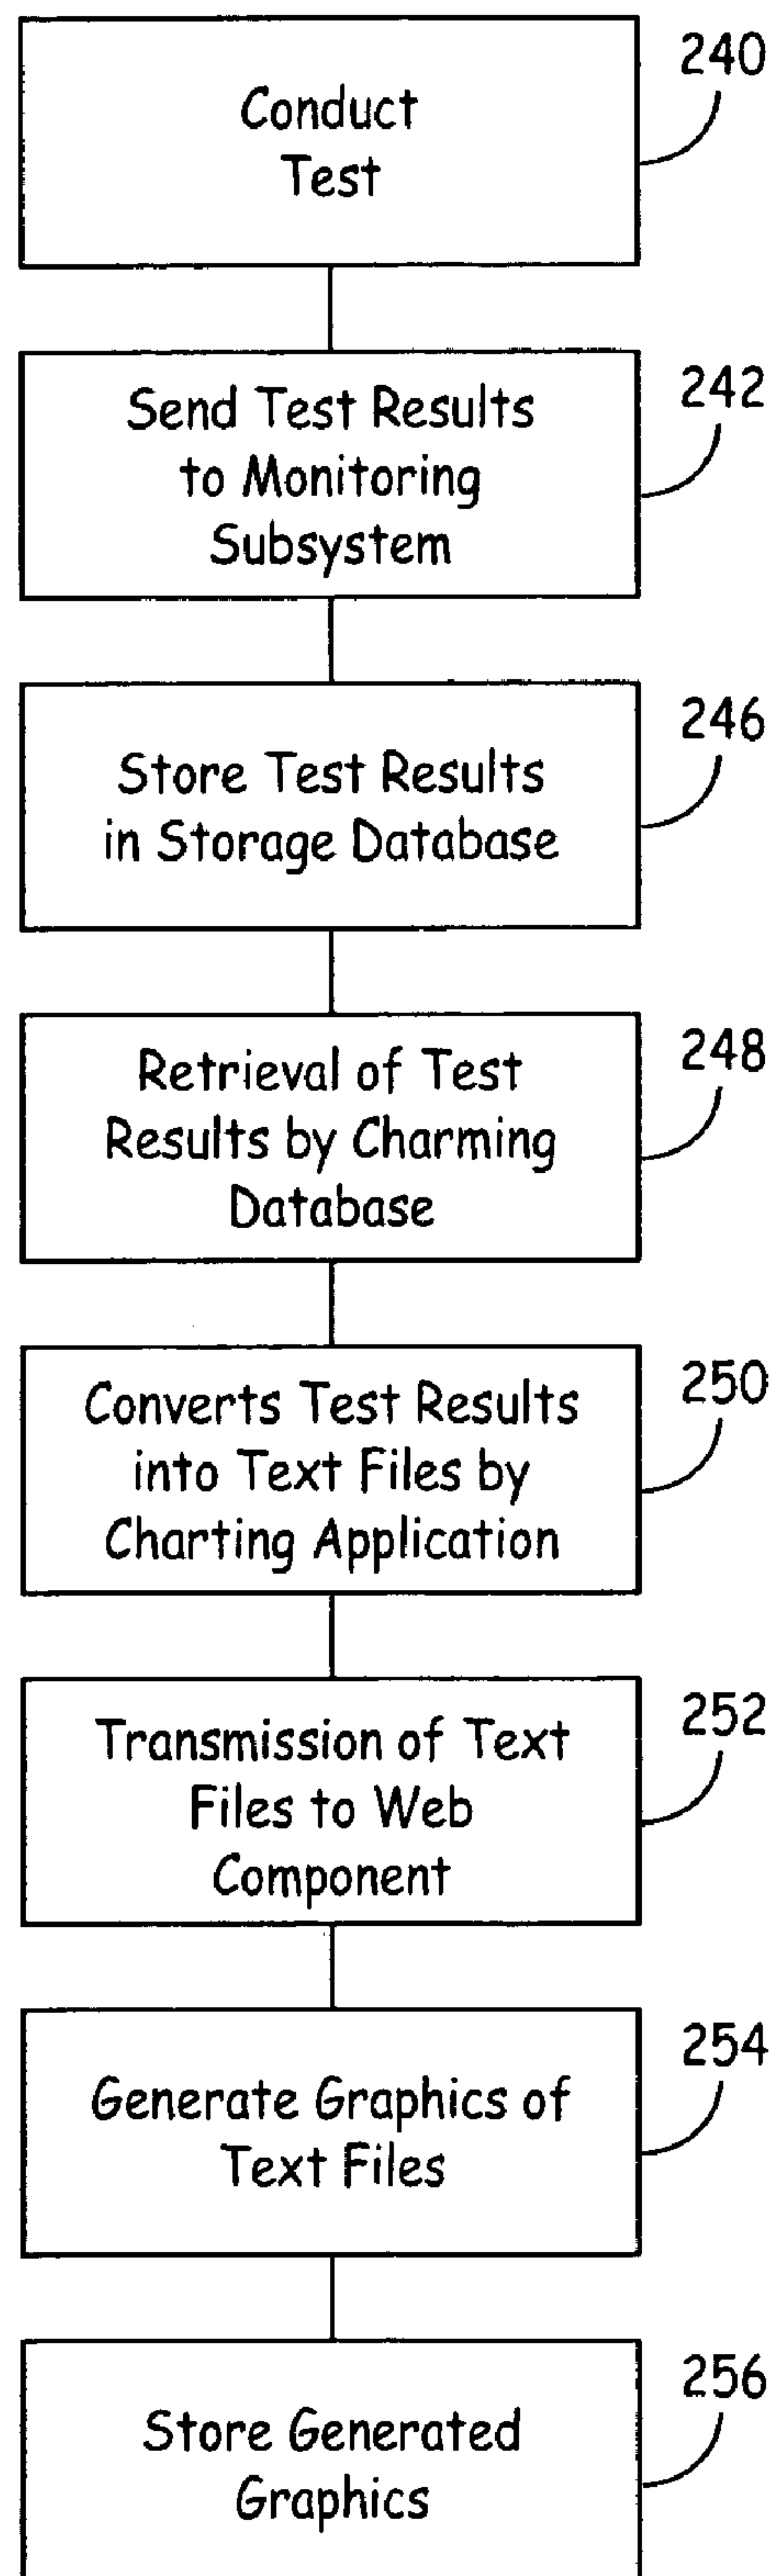 Conduct
Test
240
Send Test Results
to Monitoring
Subsystem
242
Store Test Results
in Storage Database
246
Retrieval of Test
Results by Charming
Database
248
Converts Test Results
into Text Files by
Charting Application
250
Transmission of Text
Files to Web
Component
252
Generate Graphics of
Text Files
254
Store Generated
Graphics
256